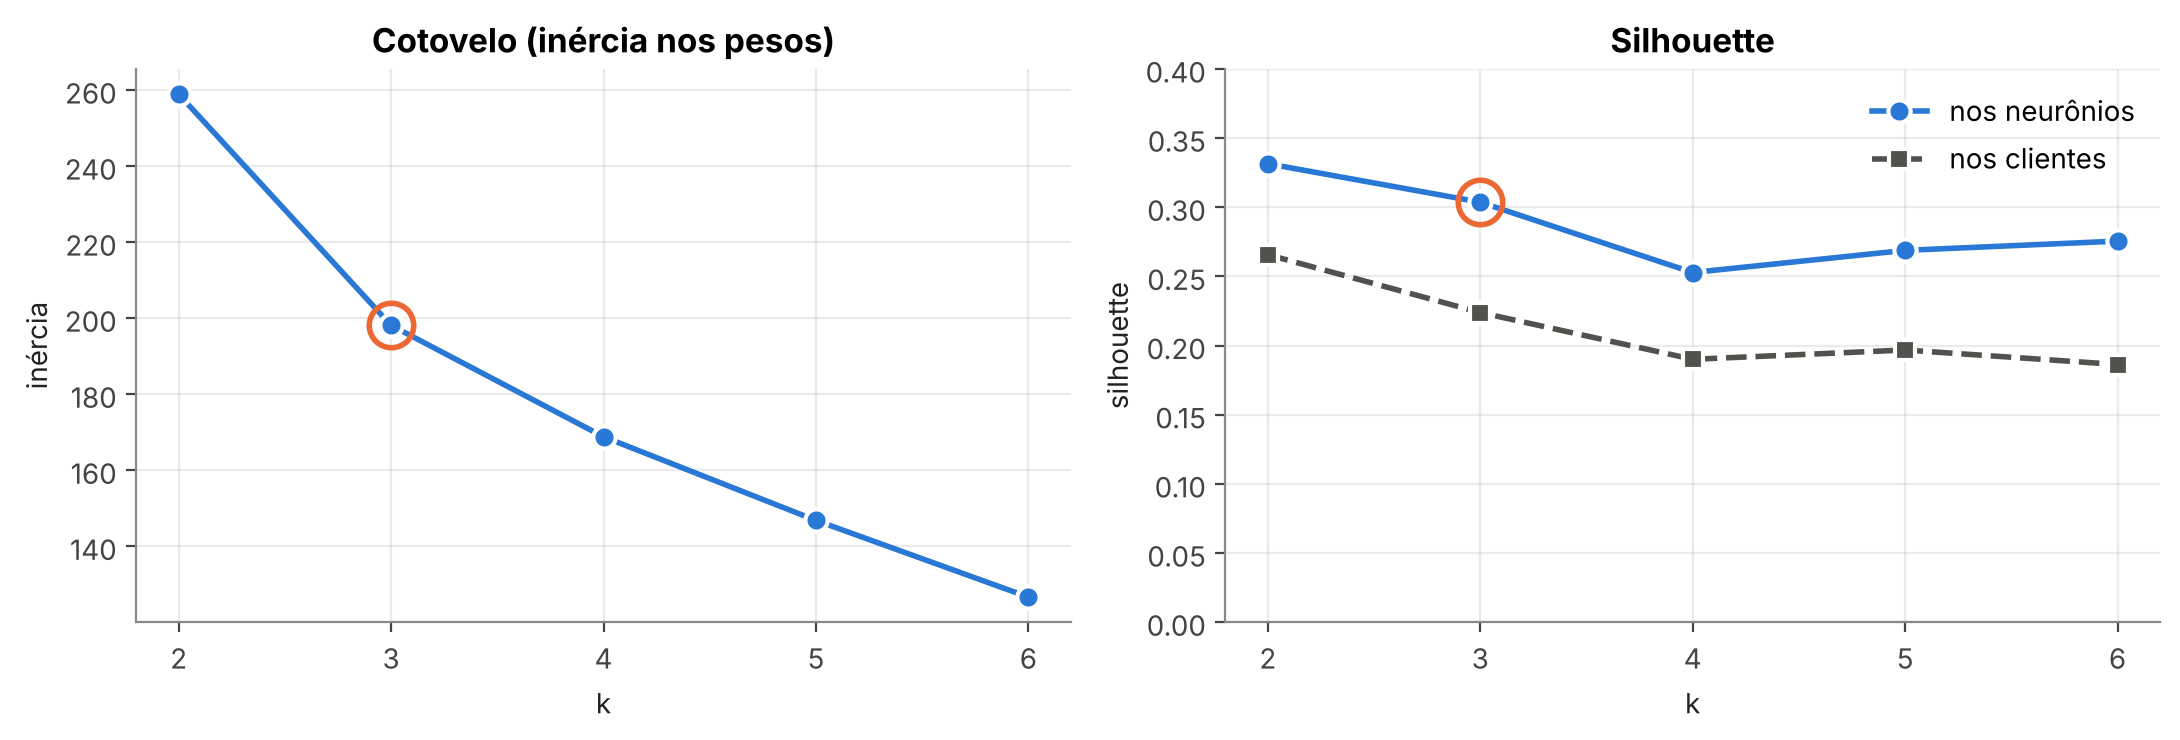 Cotovelo (inércia nos pesos)
260
240
220
200
180
160
140
inércia
2 3 4 5 6
k
Silhouette
0.40
0.35
0.30
0.25
0.20
0.15
0.10
0.05
0.00
silhouette
nos neurônios
nos clientes
2 3 4 5 6
k